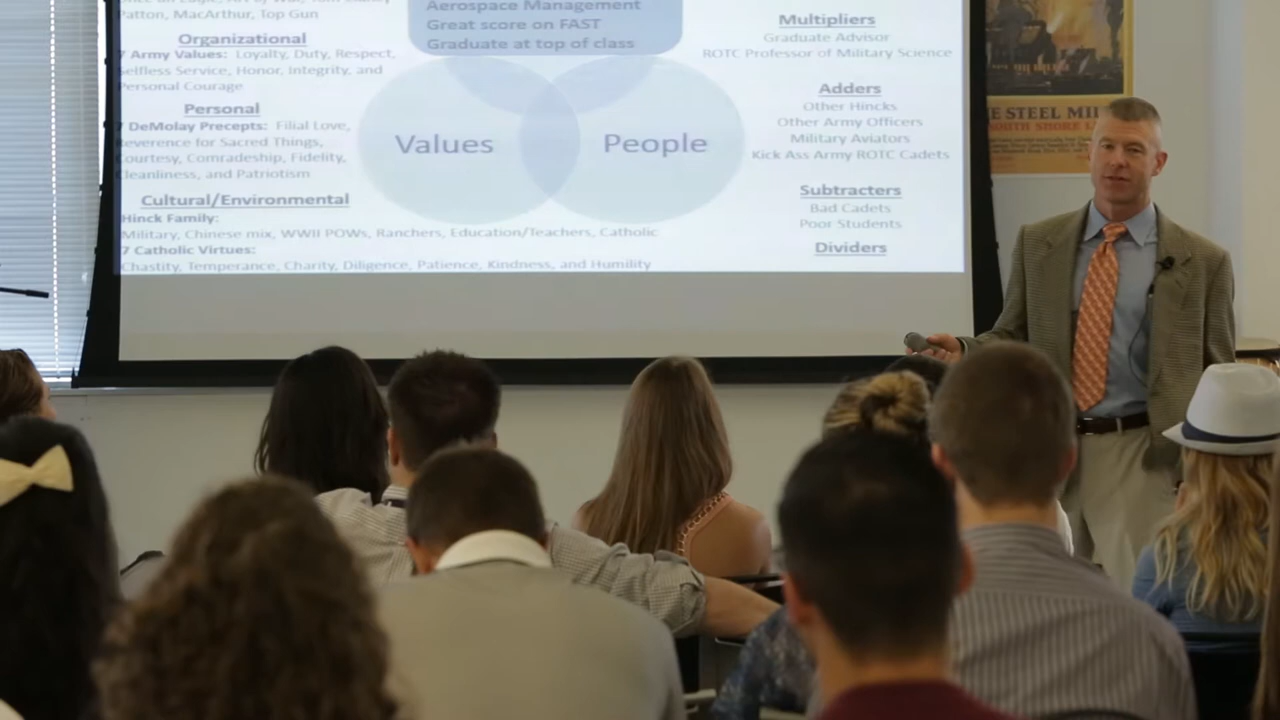 Patton, MacArthur, Top Gun
Organizational
7 Army Values: Loyalty, Duty, Respect,
Selfless Service, Honor, Integrity, and
Personal Courage
Personal
7 DeMolay Precepts: Filial Love,
Reverence for Sacred Things,
Courtesy, Comradeship, Fidelity,
Cleanliness, and Patriotism
Cultural/Environmental
Hinck Family:
Military, Chinese mix, WWII POWs, Ranchers, Education/Teachers, Catholic
7 Catholic Virtues:
Chastity, Temperance, Charity, Diligence, Patience, Kindness, and Humility
Aerospace Management
Great score on FAST
Graduate at top of class
Values
People
Multipliers
Graduate Advisor
ROTC Professor of Military Science
Adders
Other Hincks
Other Army Officers
Military Aviators
Kick Ass Army ROTC Cadets
Subtracters
Bad Cadets
Poor Students
Dividers
STEEL
SHORE